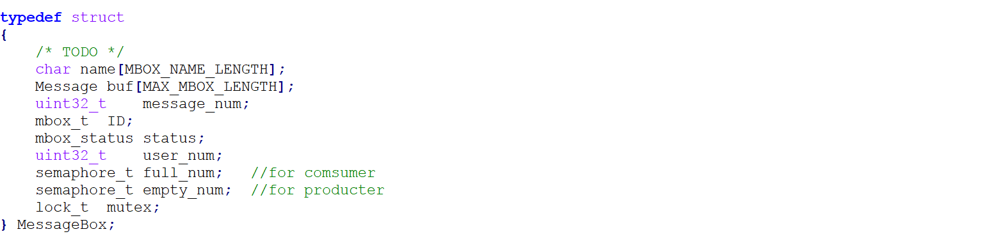 typedef struct
{
    /* TODO */
    char name[MBOX_NAME_LENGTH];
    Message buf[MAX_MBOX_LENGTH];
    uint32_t    message_num;
    mbox_t  ID;
    mbox_status status;
    uint32_t    user_num;
    semaphore_t full_num;   //for comsumer
    semaphore_t empty_num;  //for producter
    lock_t  mutex;
} MessageBox;